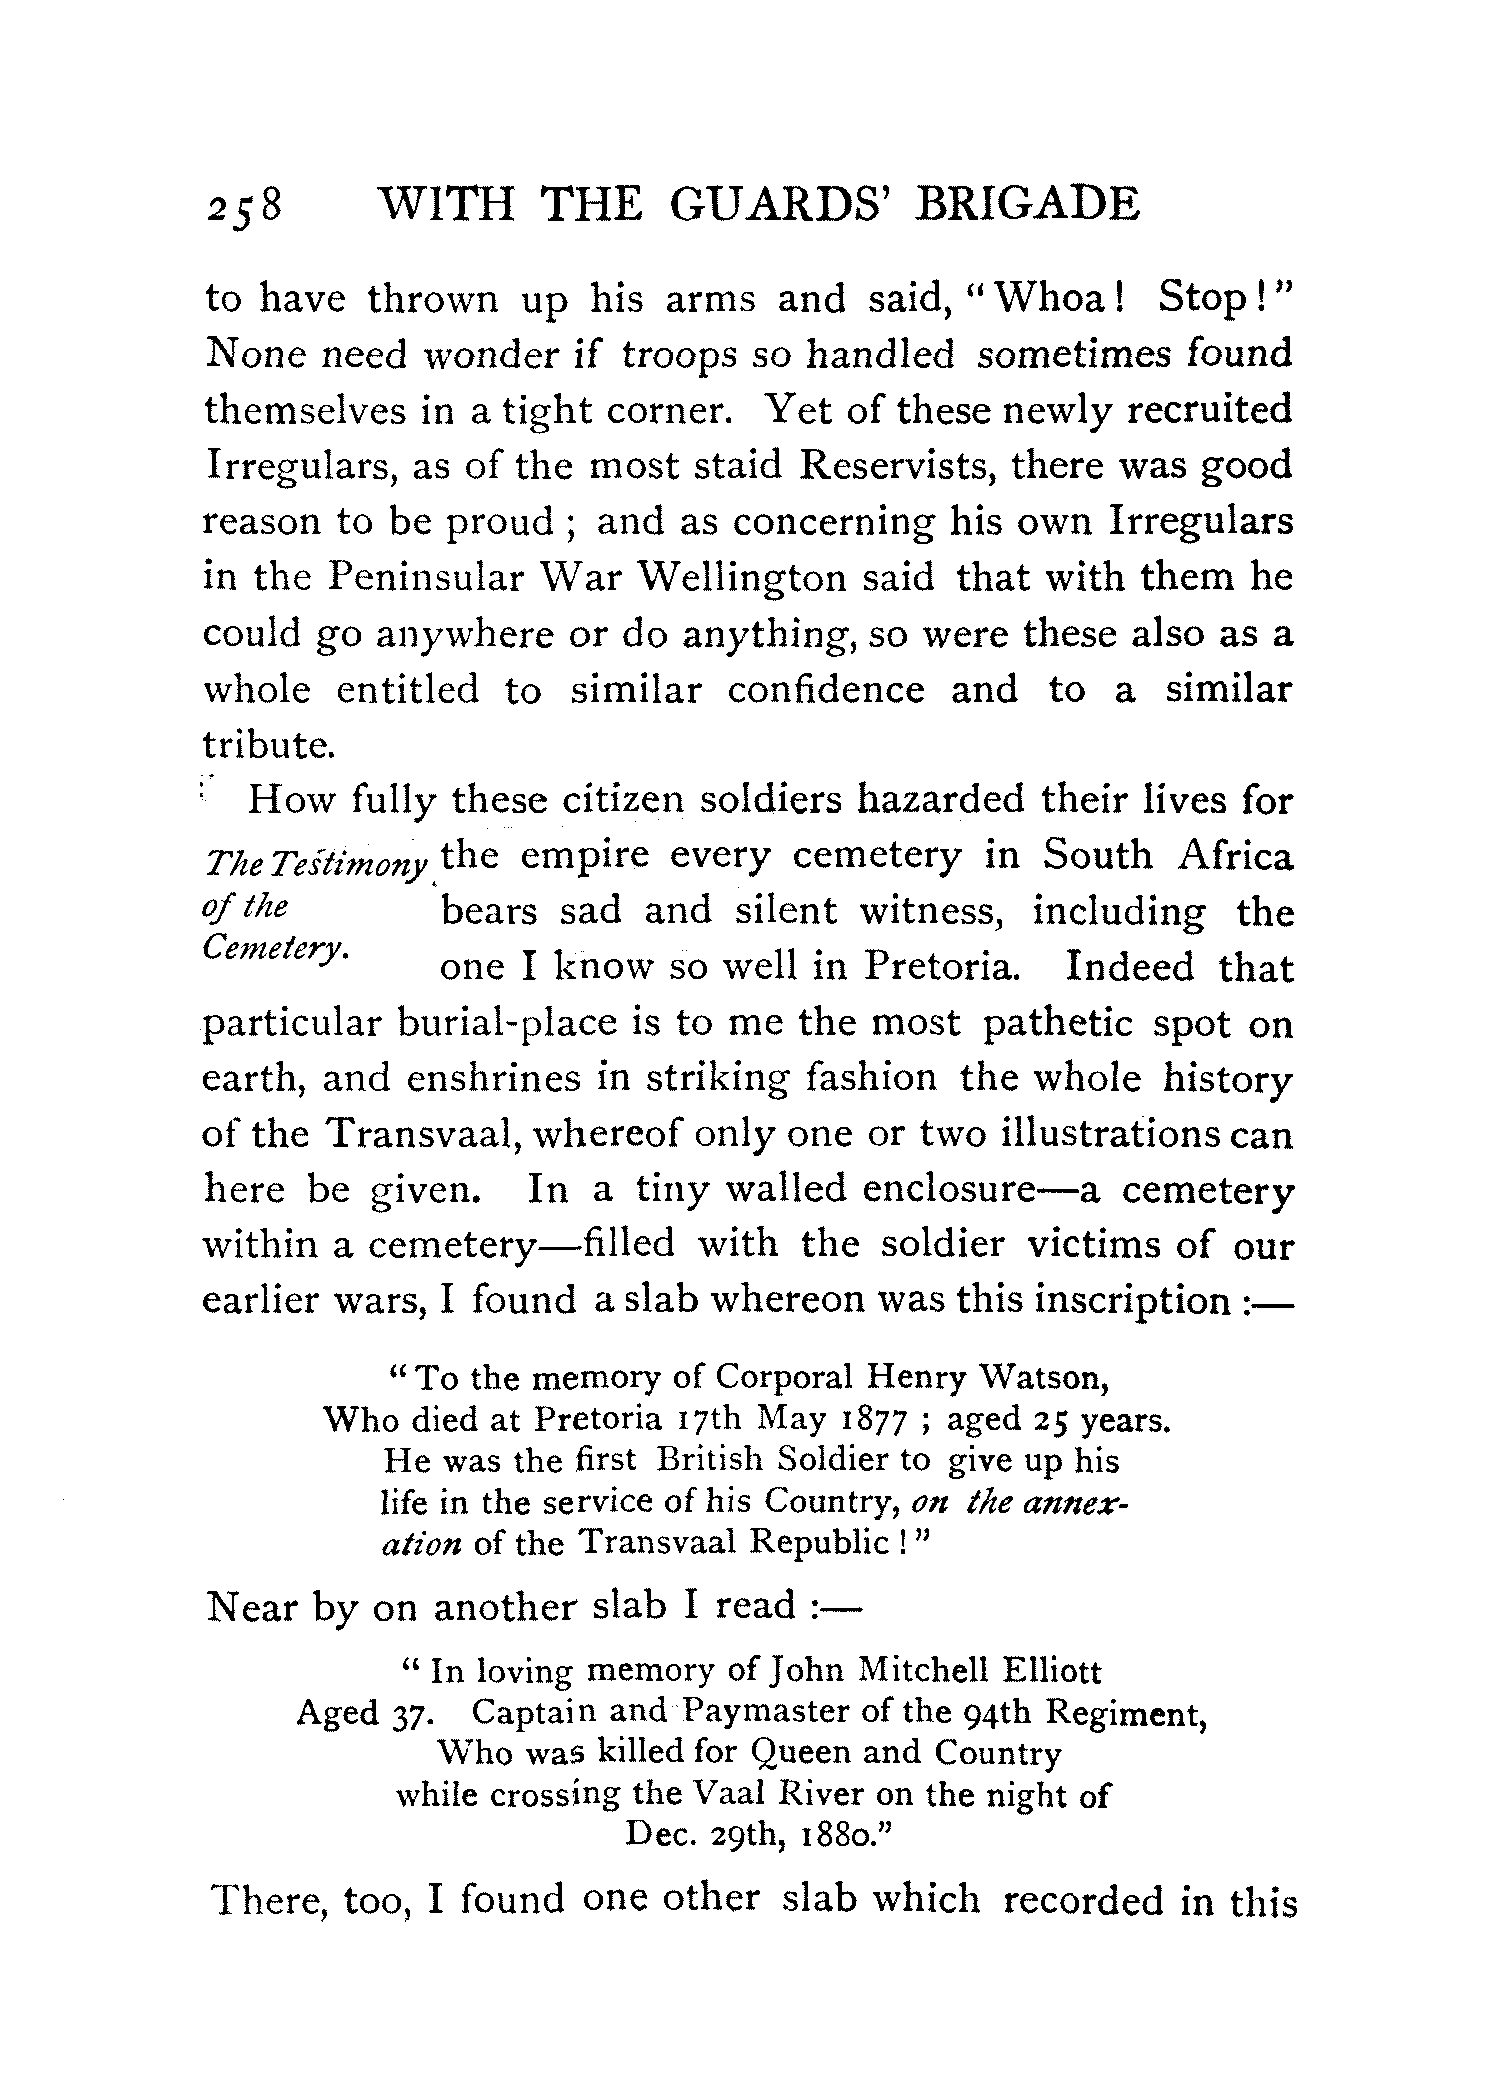 258 WITH THE GUARDS' BRIGADE
to have thrown up his arms and said, "Whoa! Stop!"
None need wonder if troops so handled sometimes found
themselves in a tight corner. Yet of these newly recruited
Irregulars, as of the most staid Reservists, there was good
reason to be proud ; and as concerning his own Irregulars
in the Peninsular War Wellington said that with them he
could go anywhere or do anything, so were these also as a
whole entitled to similar confidence and to a similar
tribute.
How fully these citizen soldiers hazarded their lives for
The Testimony
of the
Cemetery.
the empire every cemetery in South Africa
bears sad and silent witness, including the
one I know so well in Pretoria. Indeed that
particular burial-place is to me the most pathetic spot on
earth, and enshrines in striking fashion the whole history
of the Transvaal, whereof only one or two illustrations can
here be given. In a tiny walled enclosure—a cemetery
within a cemetery—filled with the soldier victims of our
earlier wars, I found a slab whereon was this inscription :—
"To the memory of Corporal Henry Watson,
Who died at Pretoria 17th May 1877 ; aged 25 years.
He was the first British Soldier to give up his
life in the service of his Country, on the annex-
ation of the Transvaal Republic !"
Near by on another slab I read :—
"In loving memory of John Mitchell Elliott
Aged 37. Captain and Paymaster of the 94th Regiment,
Who was killed for Queen and Country
while crossing the Vaal River on the night of
Dec. 29th, 1880."
There, too, I found one other slab which recorded in this